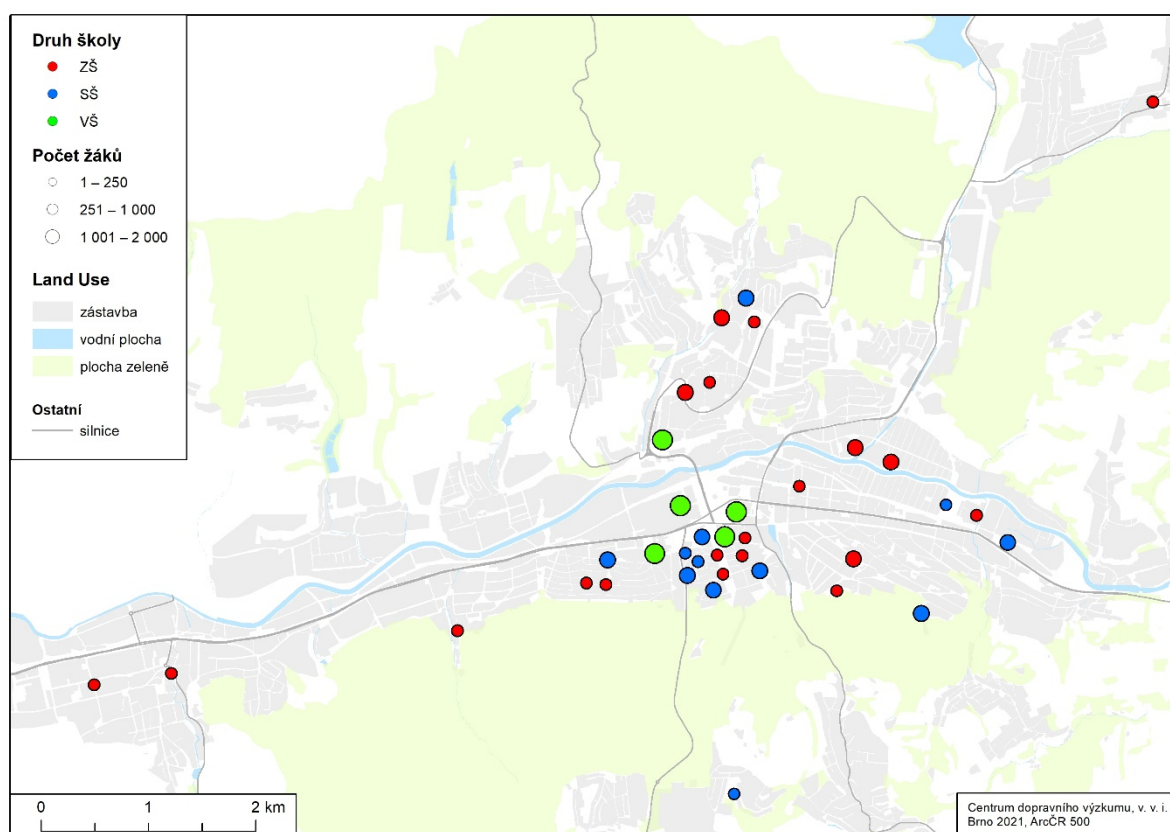 Druh školy
ZŠ
SŠ
VŠ
Počet žáků
1 – 250
251 – 1 000
1 001 – 2 000
Land Use
zástavba
vodní plocha
plocha zeleně
Ostatní
silnice
0 1 2 km
Centrum dopravního výzkumu, v. v. i.
Brno 2021, ArcČR 500